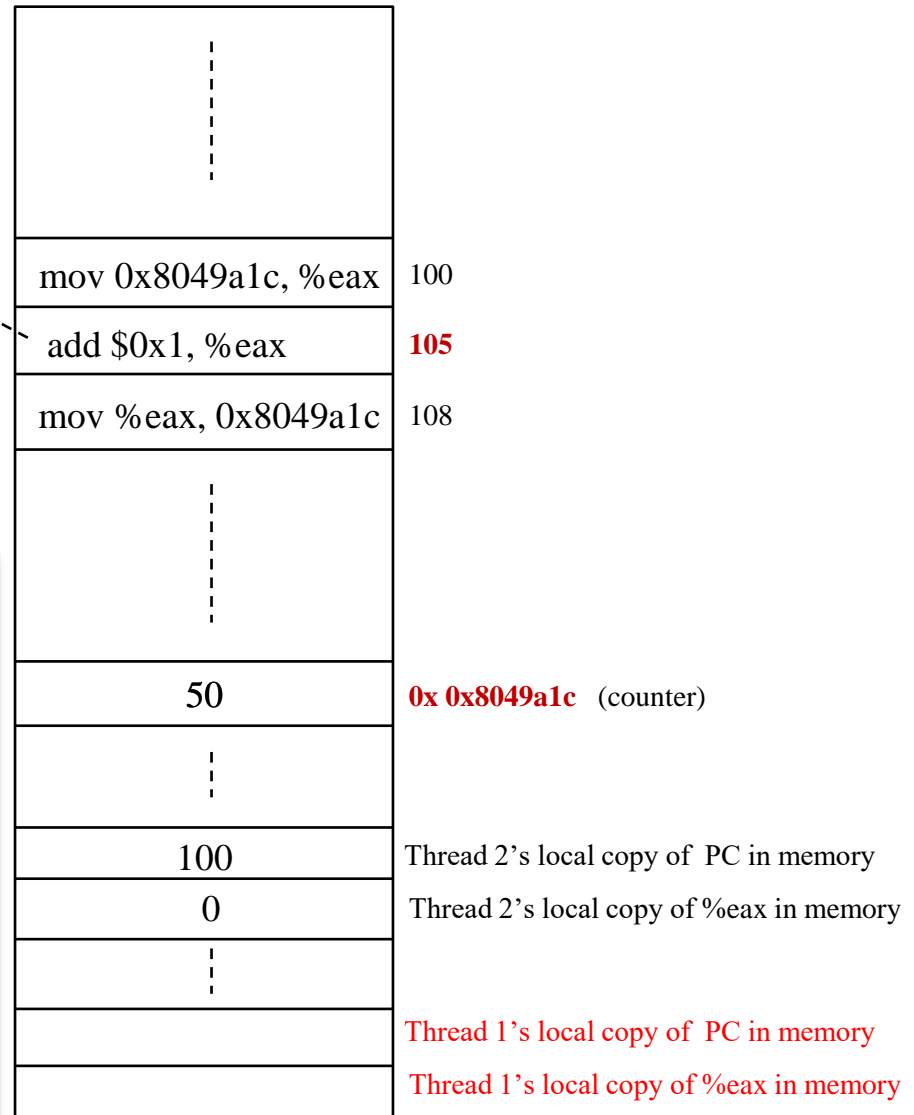 mov 0x8049a1c, %eax 100
add $0x1, %eax 105
mov %eax, 0x8049a1c 108
50 0x 0x8049a1c (counter)
100 Thread 2’s local copy of PC in memory
0 Thread 2’s local copy of %eax in memory
Thread 1’s local copy of PC in memory
Thread 1’s local copy of %eax in memory